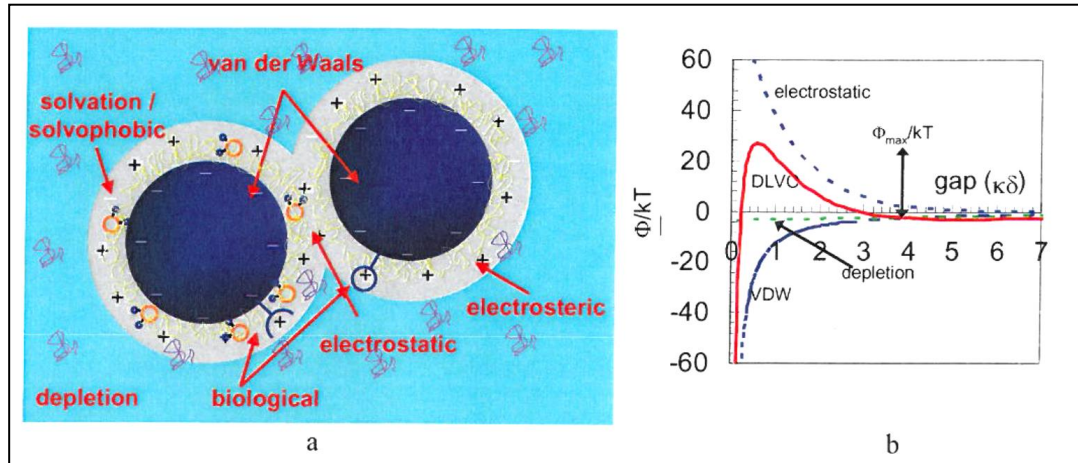 van der Waals
solvation /
solvophobic
electrosteric
electrostatic
depletion
biological
a
60
40
20
0
-20
-40
-60
Φ/kT
electrostatic
Φmax/kT
DLVO
gap (κδ)
0 1 2 3 4 5 6 7
depletion
VDW
b